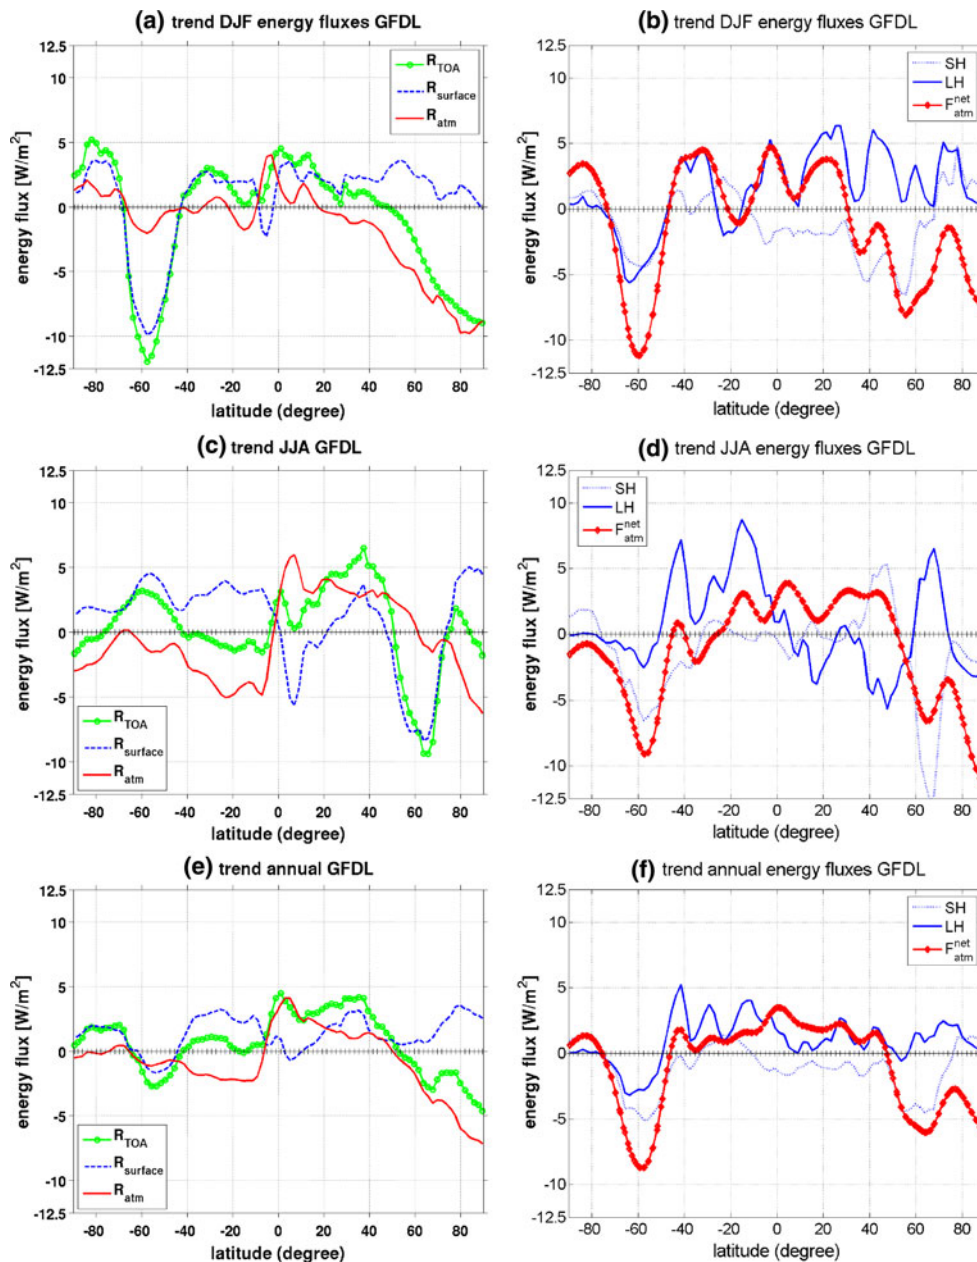 (a) trend DJF energy fluxes GFDL
energy flux [W/m²]
12.5
10
5
0
-5
-10
-12.5
R_TOA
R_surface
R_atm
-80 -60 -40 -20 0 20 40 60 80
latitude (degree)
(b) trend DJF energy fluxes GFDL
energy flux [W/m²]
12.5
10
5
0
-5
-10
12.5
SH
LH
F^net_atm
-80 -60 -40 -20 0 20 40 60 80
latitude (degree)
(c) trend JJA GFDL
energy flux [W/m²]
12.5
10
5
0
-5
-10
-12.5
R_TOA
R_surface
R_atm
-80 -60 -40 -20 0 20 40 60 80
latitude (degree)
(d) trend JJA energy fluxes GFDL
energy flux [W/m²]
12.5
10
5
0
-5
-10
-12.5
SH
LH
F^net_atm
-80 -60 -40 -20 0 20 40 60 80
latitude (degree)
(e) trend annual GFDL
energy flux [W/m²]
12.5
10
5
0
-5
-10
-12.5
R_TOA
R_surface
R_atm
-80 -60 -40 -20 0 20 40 60 80
latitude (degree)
(f) trend annual energy fluxes GFDL
energy flux [W/m²]
12.5
10
5
0
-5
-10
-12.5
SH
LH
F^net_atm
-80 -60 -40 -20 0 20 40 60 80
latitude (degree)